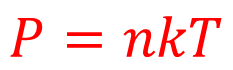 P = nkT